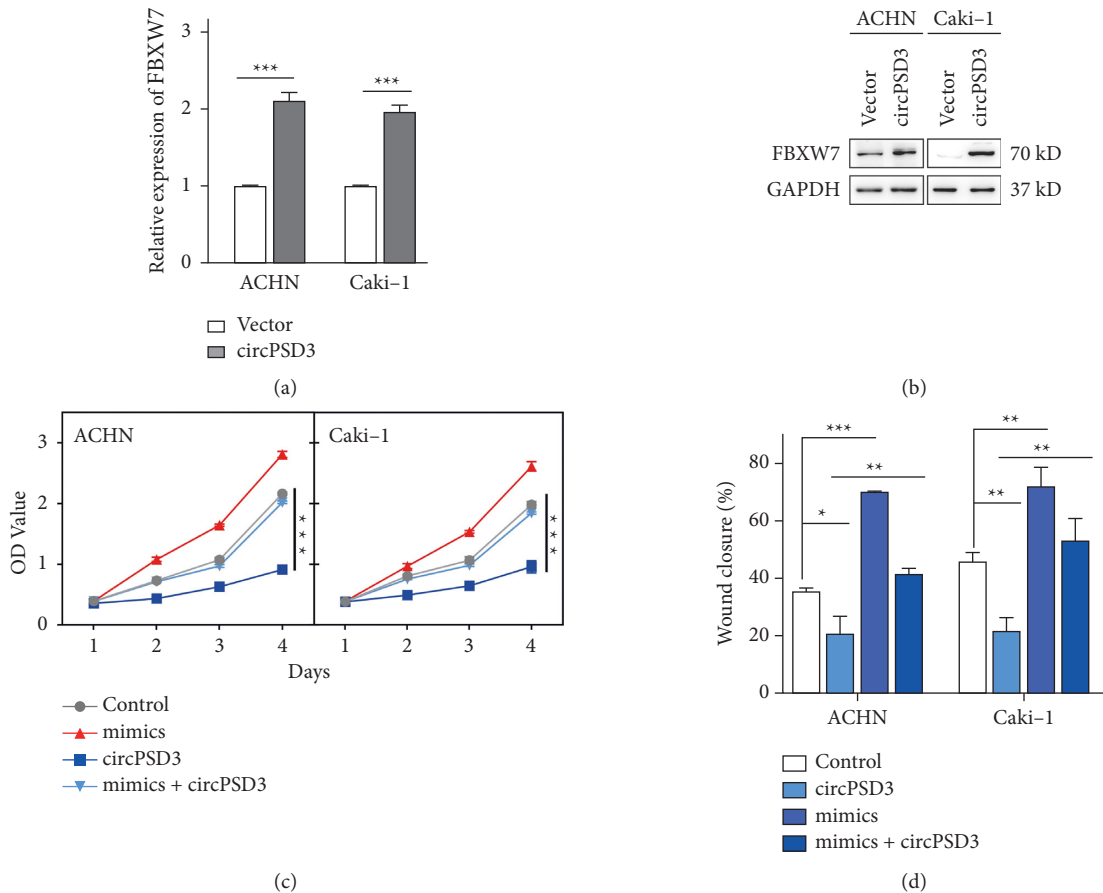 Relative expression of FBXW7
3
2
1
0
***
***
ACHN
Caki–1
Vector
circPSD3
(a)
ACHN
Caki–1
Vector
circPSD3
Vector
circPSD3
FBXW7
70 kD
GAPDH
37 kD
(b)
OD Value
3
2
1
0
ACHN
Caki–1
***
***
1
2
3
4
1
2
3
4
Days
Control
mimics
circPSD3
mimics + circPSD3
(c)
Wound closure (%)
80
60
40
20
0
***
**
*
**
**
**
ACHN
Caki–1
Control
circPSD3
mimics
mimics + circPSD3
(d)